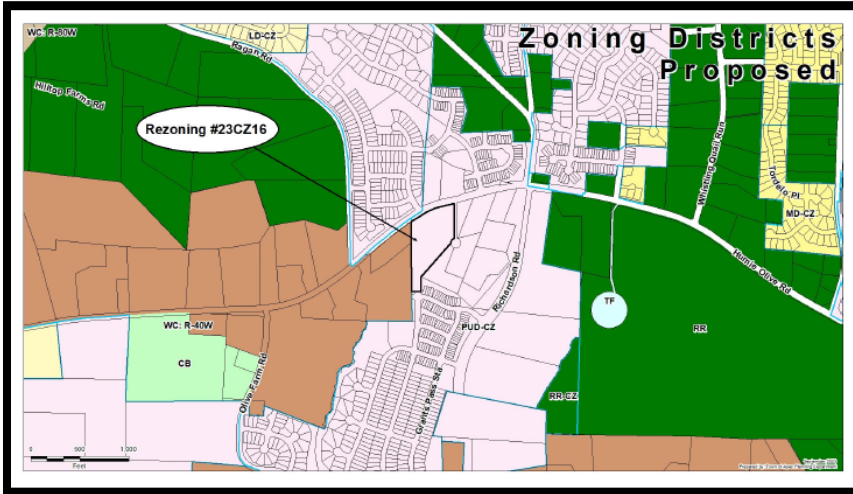 Zoning Districts
Proposed
WC: R-80W
LD-CZ
Ragan Rd
Hilltop Farms Rd
Rezoning #23CZ16
Whistling Quail Run
Tordelo Pl
MD-CZ
Humie Olive Rd
Richardson Rd
TF
RR
WC: R-40W
CB
PUD-CZ
Olive Farm Rd
Grants Pass Sta
RR-CZ
0 500 1,000
Feet